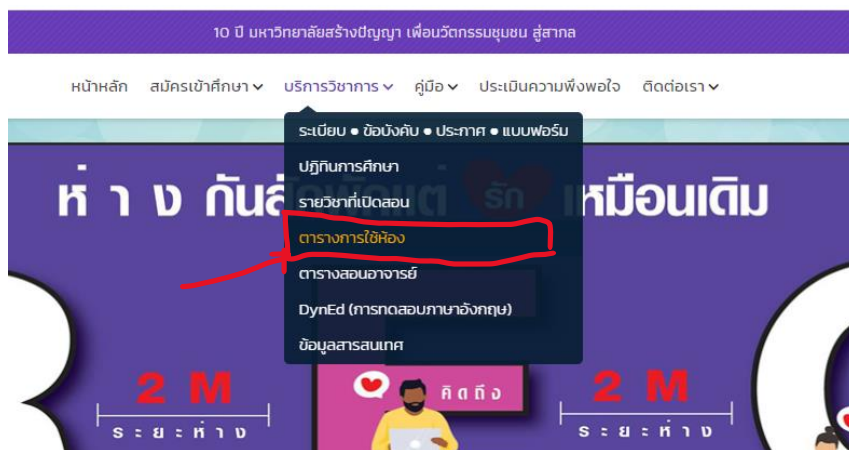 10 ปี มหาวิทยาลัยสร้างปัญญา เพื่อนวัตกรรมชุมชน สู่สากล
หน้าหลัก สมัครเข้าศึกษา บริการวิชาการ คู่มือ ประเมินความพึงพอใจ ติดต่อเรา
ระเบียบ ● ข้อบังคับ ● ประกาศ ● แบบฟอร์ม
ปฏิทินการศึกษา
รายวิชาที่เปิดสอน
ตารางการใช้ห้อง
ตารางสอนอาจารย์
DynEd (การทดสอบภาษาอังกฤษ)
ข้อมูลสารสนเทศ
ห่างกัน รัก เหมือนเดิม
2 M
ระยะห่าง
คิดถึง
2 M
ระยะห่าง